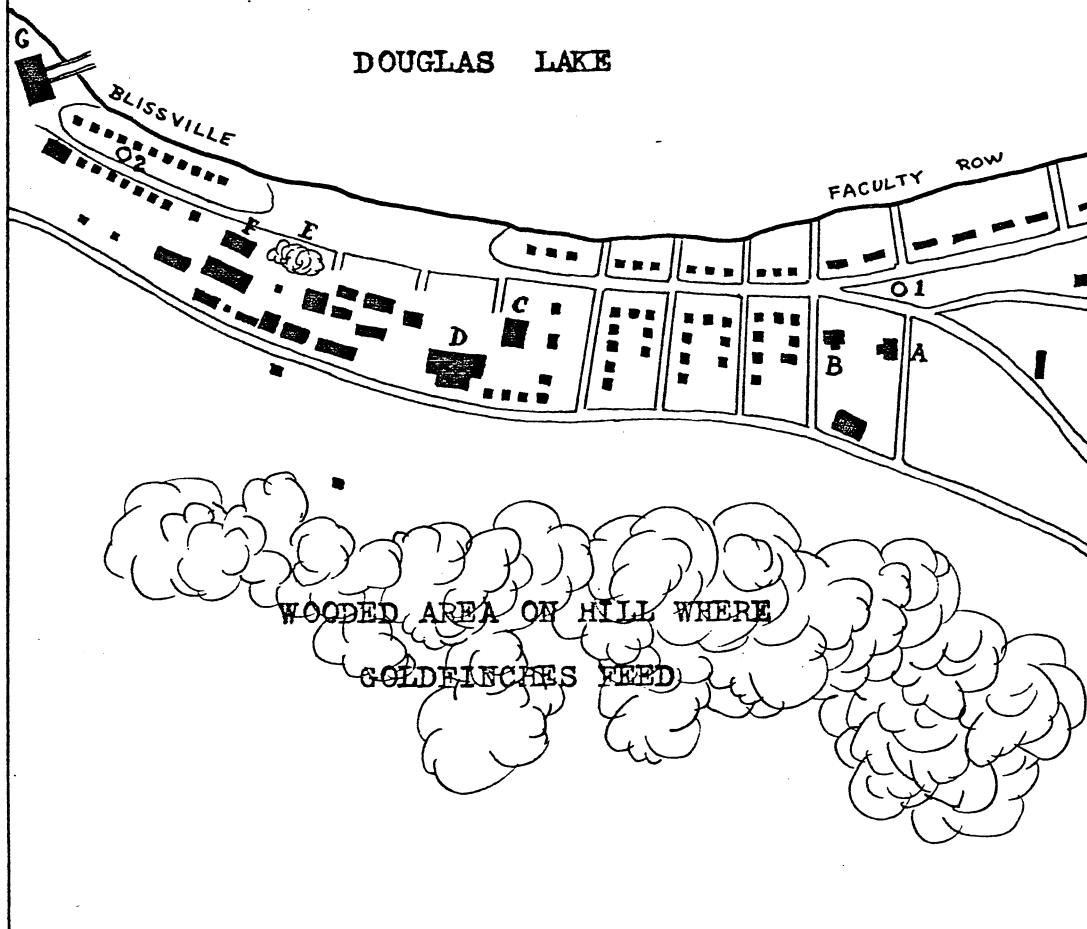 G
DOUGLAS LAKE
BLISSVILLE
O2
FACULTY ROW
F
E
O1
C
D
B
A
WOODED AREA ON HILL WHERE
GOLDFINCHES FEED